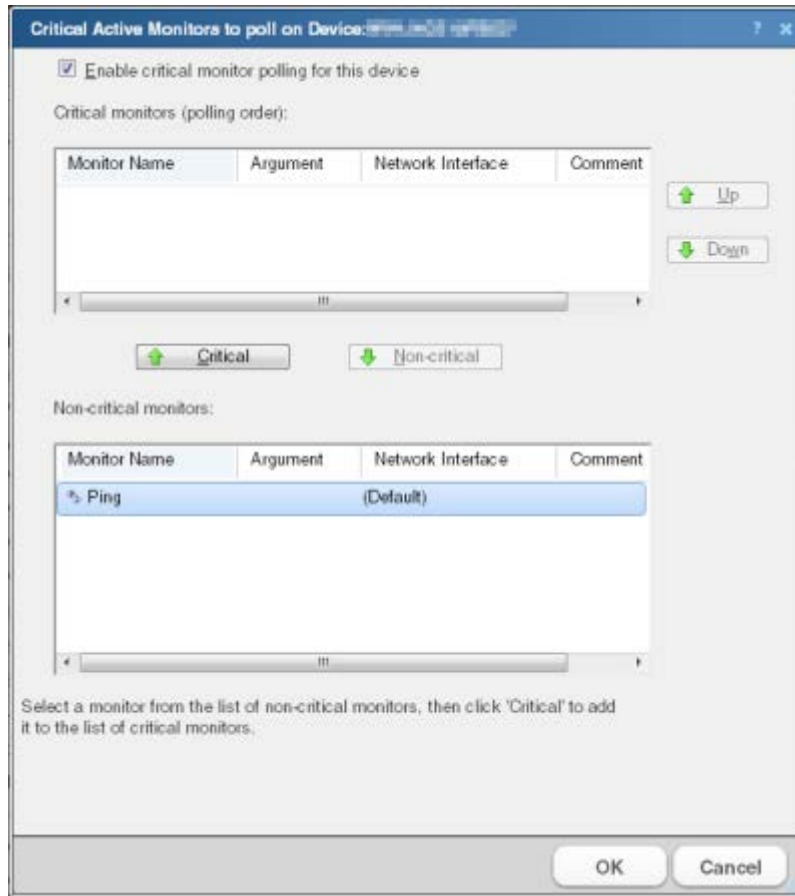 Critical Active Monitors to poll on Device:
? x
Enable critical monitor polling for this device
Critical monitors (polling order):
Monitor Name Argument Network Interface Comment
Up
Down
Critical Non-critical
Non-critical monitors:
Monitor Name Argument Network Interface Comment
Ping (Default)
Select a monitor from the list of non-critical monitors, then click 'Critical' to add
it to the list of critical monitors.
OK Cancel